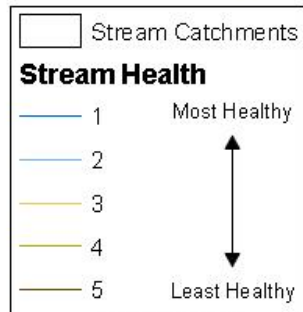 Stream Catchments
Stream Health
1 Most Healthy
2
3
4
5 Least Healthy